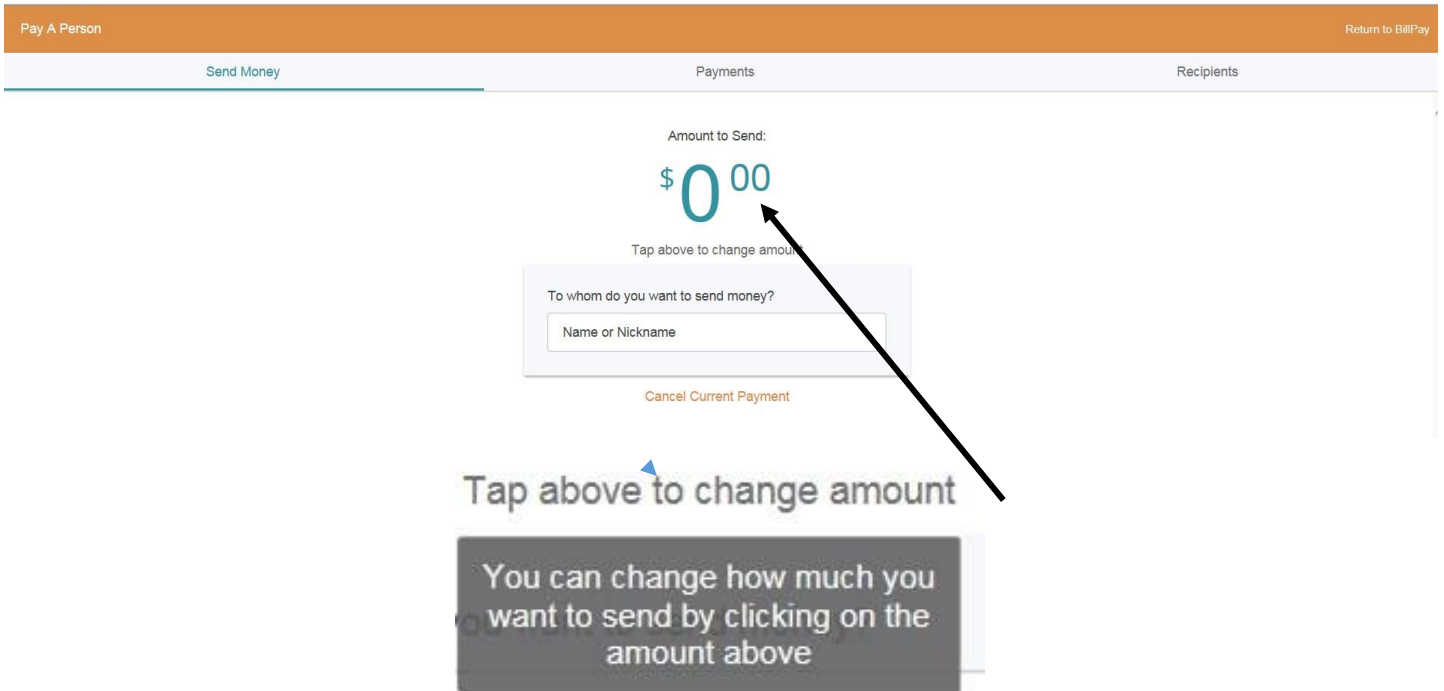 Pay A Person
Return to BillPay
Send Money
Payments
Recipients
Amount to Send:
$0 00
Tap above to change amount
To whom do you want to send money?
Name or Nickname
Cancel Current Payment
Tap above to change amount
You can change how much you
want to send by clicking on the
amount above